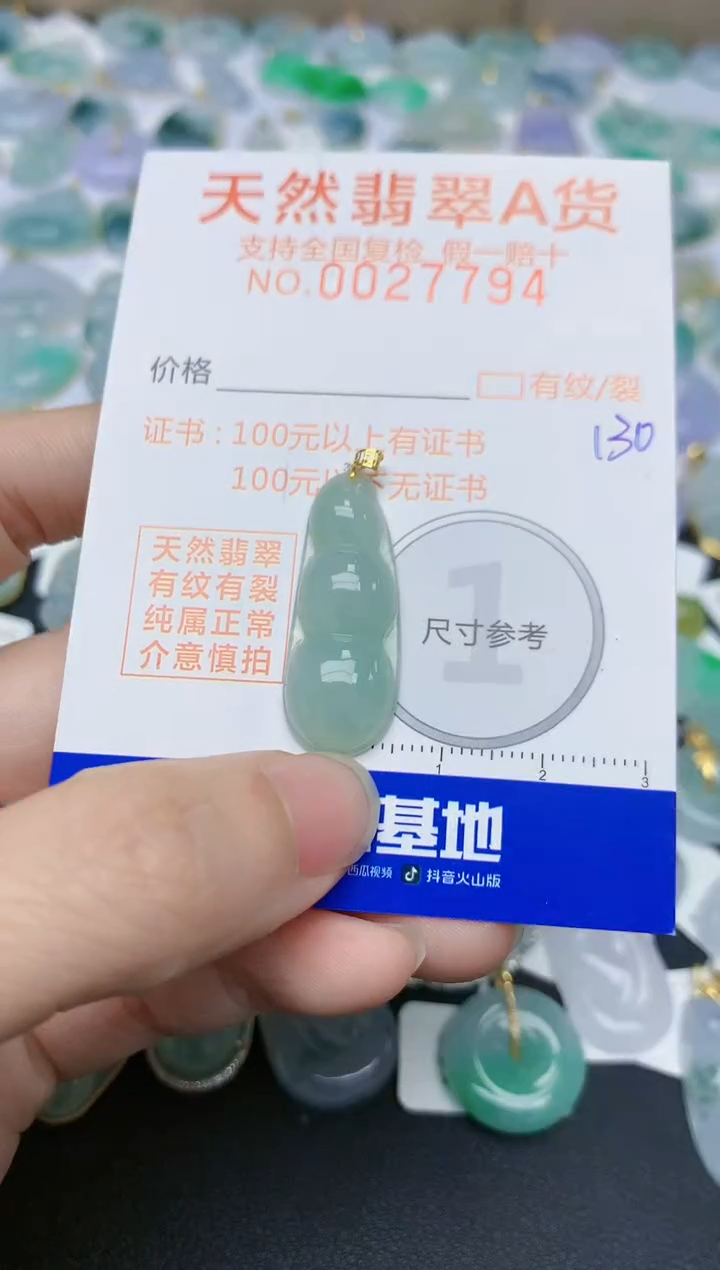 天然翡翠A货
支持全国复检 假一赔十
NO.0027794
价格
有纹/裂
130
证书：100元以上有证书
100元以 无证书
天然翡翠
有纹有裂
纯属正常
介意慎拍
1
尺寸参考
1 2 3
基地
西瓜视频 抖音火山版